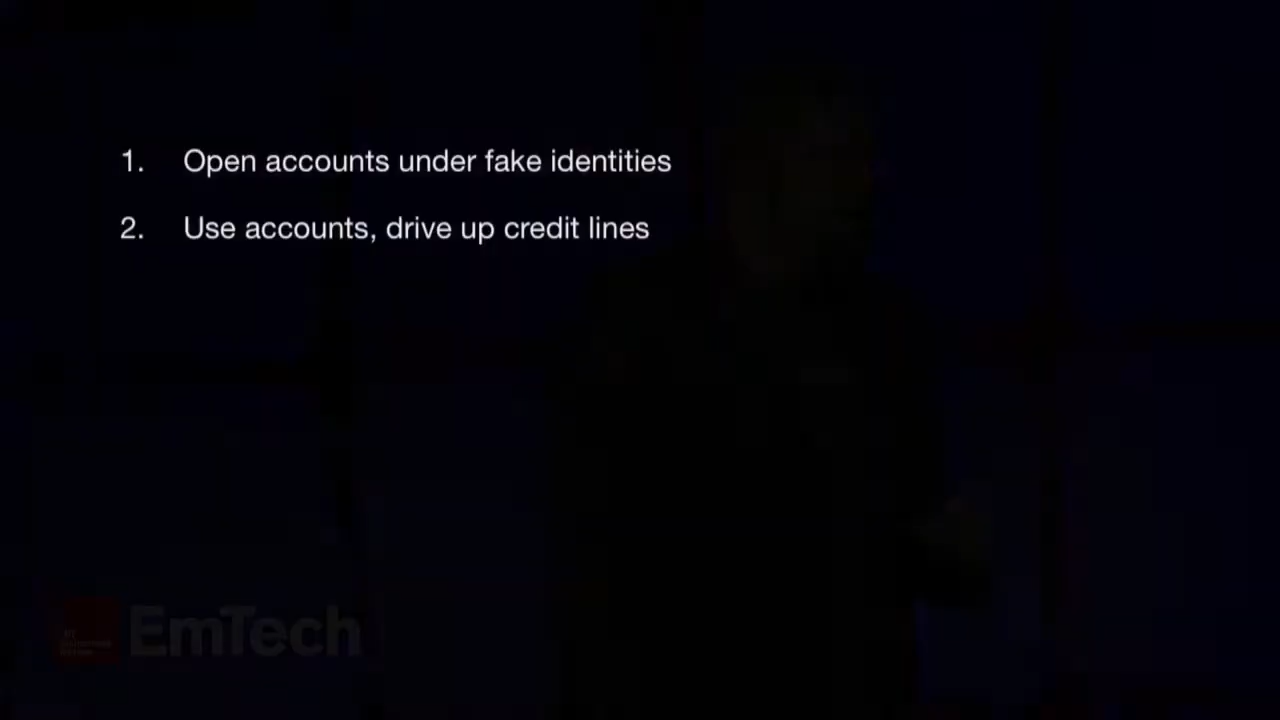 1. Open accounts under fake identities
2. Use accounts, drive up credit lines
EmTech